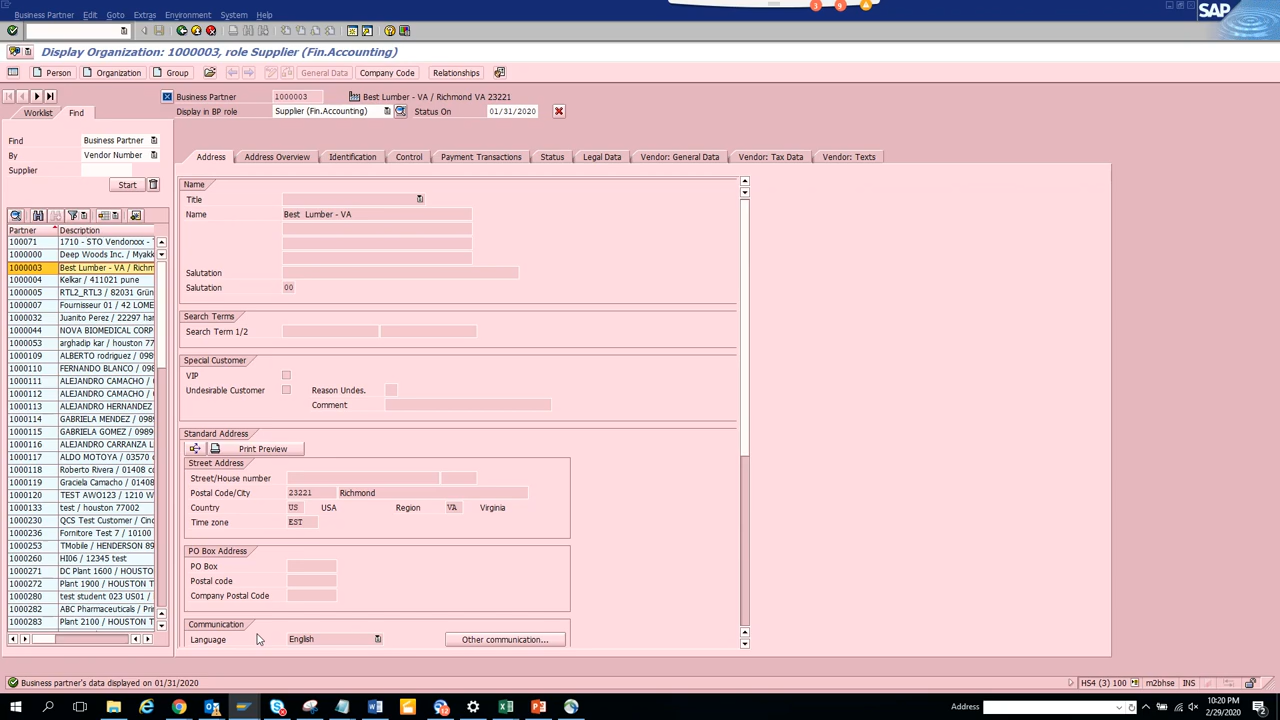 Business Partner Edit Goto Extras Environment System Help
3 9
SAP
Display Organization: 1000003, role Supplier (Fin.Accounting)
Person Organization Group General Data Company Code Relationships
Business Partner 1000003 Best Lumber - VA / Richmond VA 23221
Display in BP role Supplier (Fin.Accounting) Status On 01/31/2020
Worklist Find
Find Business Partner
By Vendor Number
Supplier
Start
Partner Description
100071 1710 - STO Vendonxxx -
1000000 Deep Woods Inc. / Myakk
1000003 Best Lumber - VA / Richm
1000004 Kelkar / 411021 pune
1000005 RTL2_RTL3 / 82031 Grün
1000007 Fournisseur 01 / 42 LOME
1000032 Juanito Perez / 22297 har
1000044 NOVA BIOMEDICAL CORP
1000053 arghadip kar / houston 77
1000109 ALBERTO rodriguez / 098
1000110 FERNANDO BLANCO / 098
1000111 ALEJANDRO CAMACHO / 0
1000112 ALEJANDRO CAMACHO / 0
1000113 ALEJANDRO HERNANDEZ
1000114 GABRIELA MENDEZ / 098
1000115 GABRIELA GOMEZ / 0989
1000116 ALEJANDRO CARRANZA L
1000117 ALDO MOTOYA / 03570 p
1000118 Roberto Rivera / 01408 co
1000119 Graciela Camacho / 01408
1000120 TEST AWO123 / 1210 W
1000133 test / houston 77002
1000230 QCS Test Customer / Cinc
1000236 Fornitore Test 7 / 10100
1000253 TMobile / HENDERSON 89
1000260 HI06 / 12345 test
1000271 DC Plant 1600 / HOUSTON
1000272 Plant 1900 / HOUSTON T
1000280 test student 023 US01 /
1000282 ABC Pharmaceuticals / Pri
1000283 Plant 2100 / HOUSTON T
Address Address Overview Identification Control Payment Transactions Status Legal Data Vendor: General Data Vendor: Tax Data Vendor: Texts
Name
Title
Name Best Lumber - VA
Salutation
Salutation 00
Search Terms
Search Term 1/2
Special Customer
VIP
Undesirable Customer Reason Undes.
Comment
Standard Address
Print Preview
Street Address
Street/House number
Postal Code/City 23221 Richmond
Country US USA Region VA Virginia
Time zone EST
PO Box Address
PO Box
Postal code
Company Postal Code
Communication
Language English Other communication...
Business partner's data displayed on 01/31/2020 HS4 (3) 100 m2bhse INS
Address 10:20 PM
2/29/2020